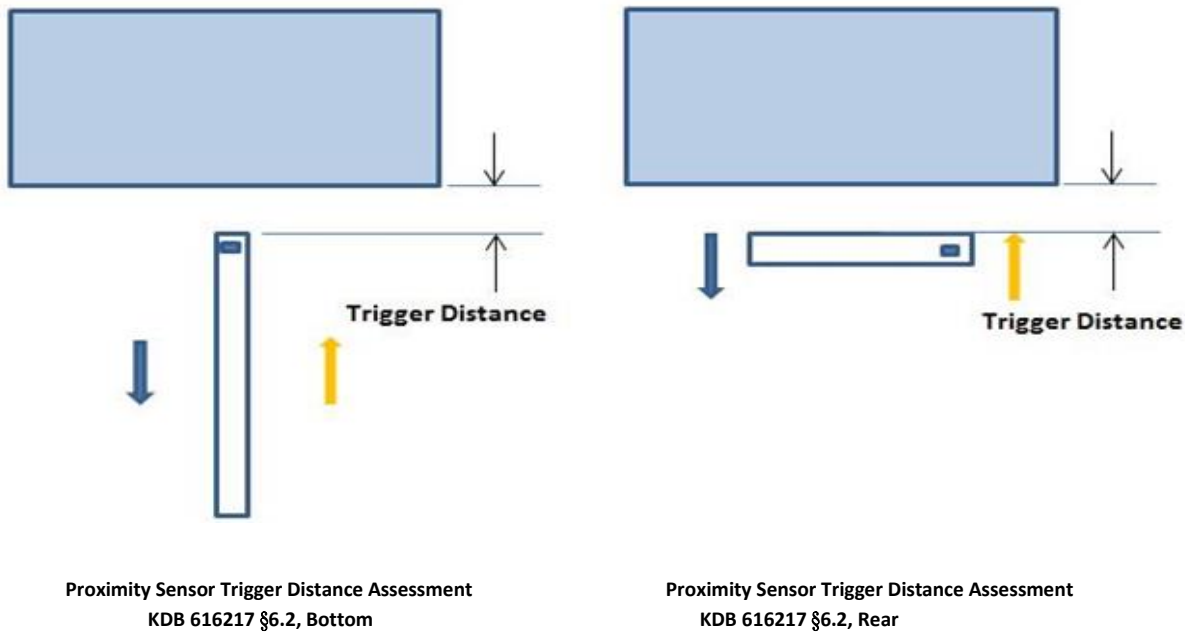 Trigger Distance
Trigger Distance
Proximity Sensor Trigger Distance Assessment
KDB 616217 §6.2, Bottom
Proximity Sensor Trigger Distance Assessment
KDB 616217 §6.2, Rear